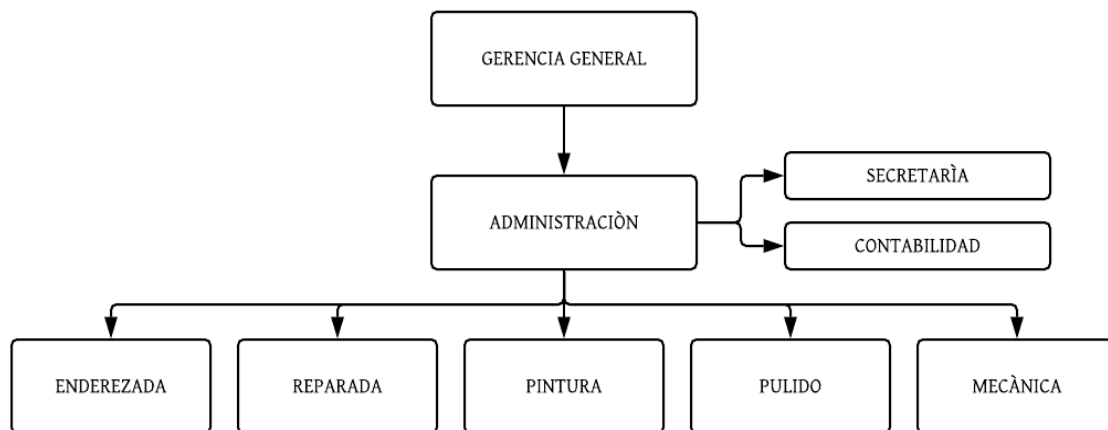 GERENCIA GENERAL
SECRETARÌA
ADMINISTRACIÒN
CONTABILIDAD
ENDEREZADA
REPARADA
PINTURA
PULIDO
MECÀNICA